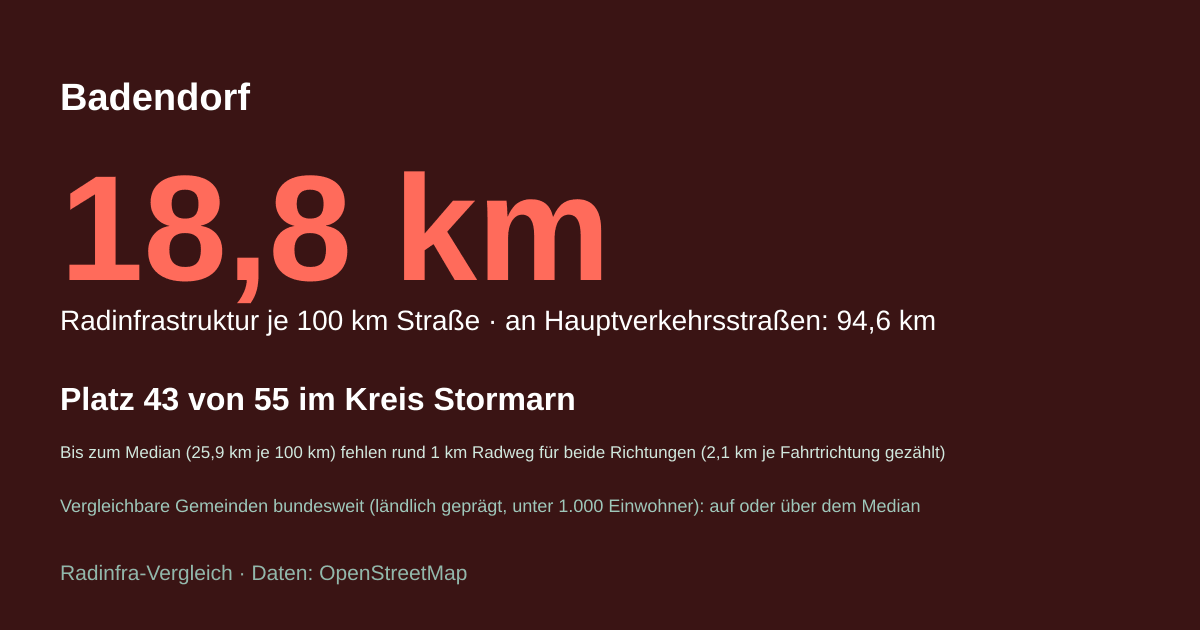 Badendorf
18,8 km
Radinfrastruktur je 100 km Straße · an Hauptverkehrsstraßen: 94,6 km
Platz 43 von 55 im Kreis Stormarn
Bis zum Median (25,9 km je 100 km) fehlen rund 1 km Radweg für beide Richtungen (2,1 km je Fahrtrichtung gezählt)
Vergleichbare Gemeinden bundesweit (ländlich geprägt, unter 1.000 Einwohner): auf oder über dem Median
Radinfra-Vergleich · Daten: OpenStreetMap